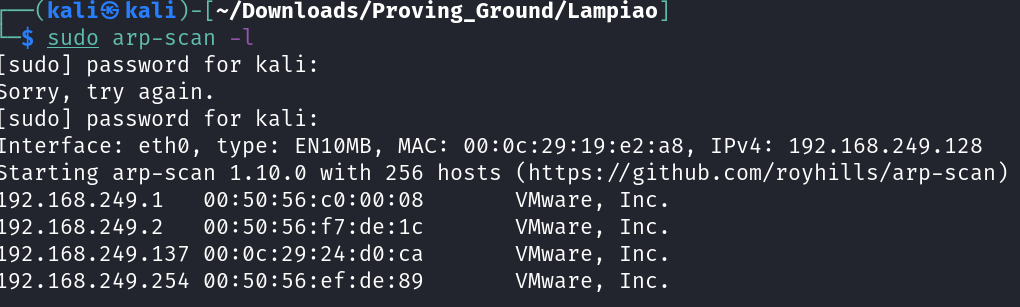 ┌──(kali㉿kali)-[~/Downloads/Proving_Ground/Lampiao]
└─$ sudo arp-scan -l
[sudo] password for kali:
Sorry, try again.
[sudo] password for kali:
Interface: eth0, type: EN10MB, MAC: 00:0c:29:19:e2:a8, IPv4: 192.168.249.128
Starting arp-scan 1.10.0 with 256 hosts (https://github.com/royhills/arp-scan)
192.168.249.1   00:50:56:c0:00:08       VMware, Inc.
192.168.249.2   00:50:56:f7:de:1c       VMware, Inc.
192.168.249.137 00:0c:29:24:d0:ca       VMware, Inc.
192.168.249.254 00:50:56:ef:de:89       VMware, Inc.